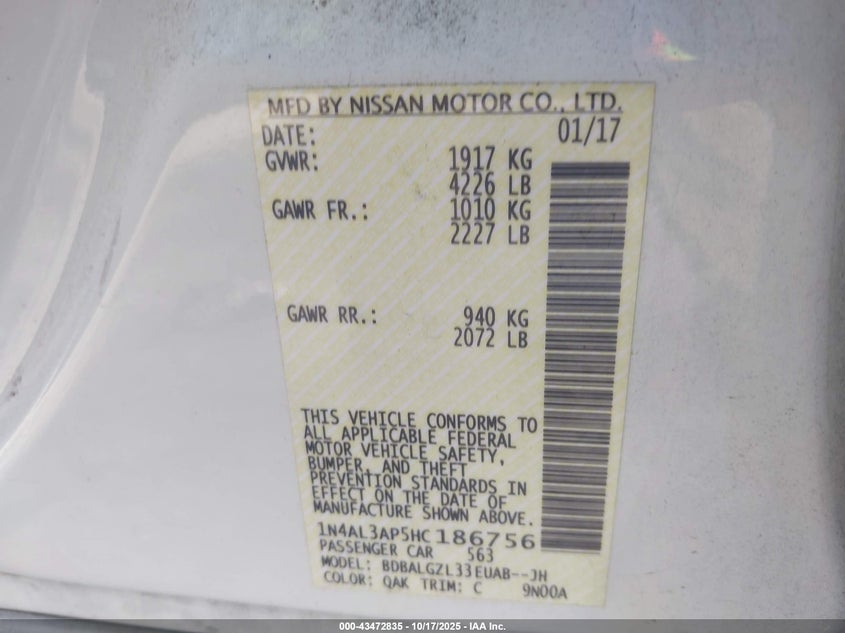 MFD BY NISSAN MOTOR CO., LTD.
DATE: 01/17
GVWR: 1917 KG
4226 LB
GAWR FR.: 1010 KG
2227 LB
GAWR RR.: 940 KG
2072 LB
THIS VEHICLE CONFORMS TO
ALL APPLICABLE FEDERAL
MOTOR VEHICLE SAFETY,
BUMPER, AND THEFT
PREVENTION STANDARDS IN
EFFECT ON THE DATE OF
MANUFACTURE SHOWN ABOVE.
1N4AL3AP5HC186756
PASSENGER CAR 563
MODEL: BDBALGZL33EUAB--JH
COLOR: QAK TRIM: C 9N00A
000-43472835 - 10/17/2025 - IAA Inc.